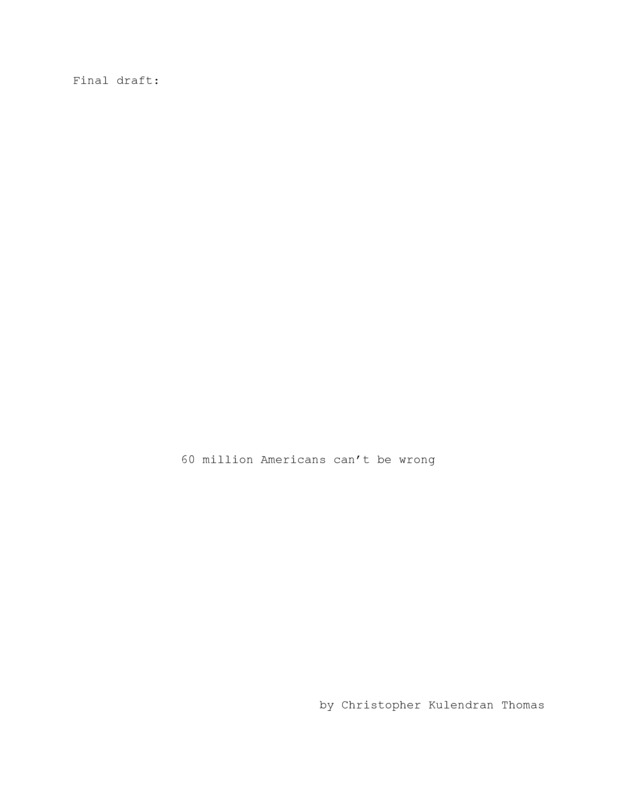 Final draft:
60 million Americans can’t be wrong
by Christopher Kulendran Thomas